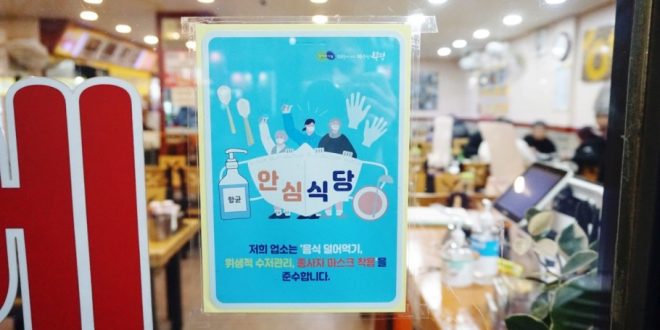 안심식당
항균
저희 업소는 '음식 덜어먹기,
위생적 수저관리, 종사자 마스크 착용'을
준수합니다.